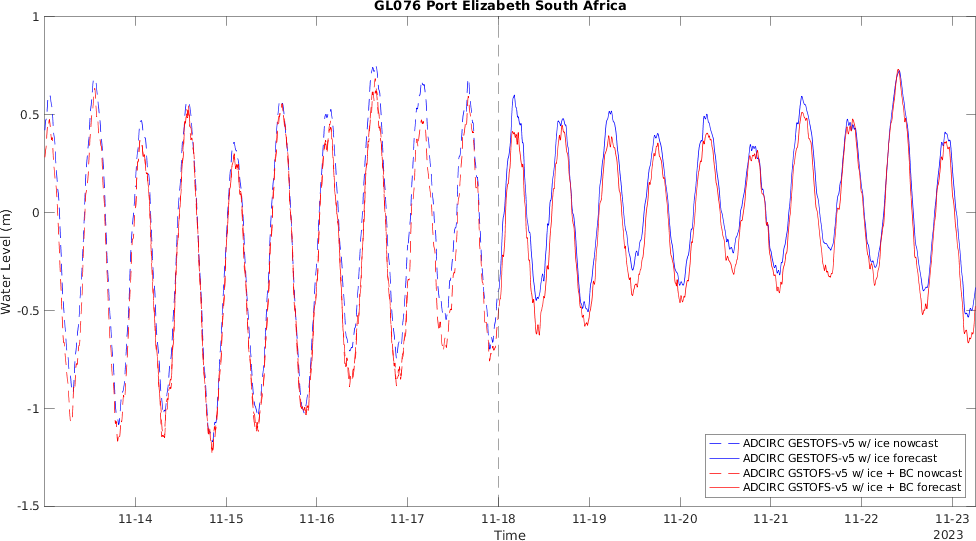 GL076 Port Elizabeth South Africa
1
0.5
0
-0.5
-1
-1.5
Water Level (m)
11-14 11-15 11-16 11-17 11-18 11-19 11-20 11-21 11-22 11-23
Time
2023
ADCIRC GESTOFS-v5 w/ ice nowcast
ADCIRC GESTOFS-v5 w/ ice forecast
ADCIRC GSTOFS-v5 w/ ice + BC nowcast
ADCIRC GSTOFS-v5 w/ ice + BC forecast